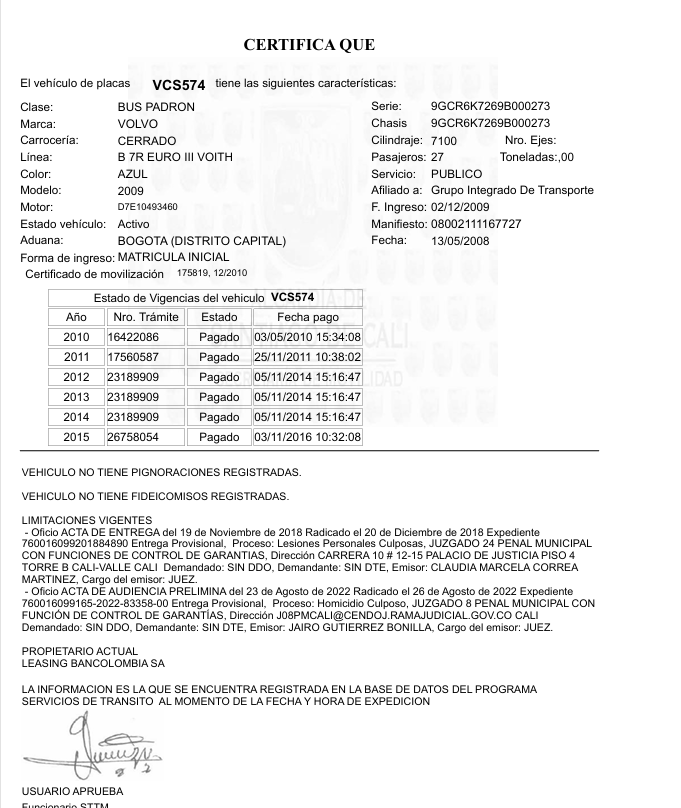 CERTIFICA QUE
El vehículo de placas VCS574 tiene las siguientes características:
Clase: BUS PADRON Serie: 9GCR6K7269B000273
Marca: VOLVO Chasis 9GCR6K7269B000273
Carrocería: CERRADO Cilindraje: 7100 Nro. Ejes:
Línea: B 7R EURO III VOITH Pasajeros: 27 Toneladas:,00
Color: AZUL Servicio: PUBLICO
Modelo: 2009 Afiliado a: Grupo Integrado De Transporte
Motor: D7E10493460 F. Ingreso: 02/12/2009
Estado vehículo: Activo Manifiesto: 08002111167727
Aduana: BOGOTA (DISTRITO CAPITAL) Fecha: 13/05/2008
Forma de ingreso: MATRICULA INICIAL
Certificado de movilización 175819, 12/2010
Estado de Vigencias del vehiculo VCS574
Año Nro. Trámite Estado Fecha pago
2010 16422086 Pagado 03/05/2010 15:34:08
2011 17560587 Pagado 25/11/2011 10:38:02
2012 23189909 Pagado 05/11/2014 15:16:47
2013 23189909 Pagado 05/11/2014 15:16:47
2014 23189909 Pagado 05/11/2014 15:16:47
2015 26758054 Pagado 03/11/2016 10:32:08
VEHICULO NO TIENE PIGNORACIONES REGISTRADAS.
VEHICULO NO TIENE FIDEICOMISOS REGISTRADAS.
LIMITACIONES VIGENTES
- Oficio ACTA DE ENTREGA del 19 de Noviembre de 2018 Radicado el 20 de Diciembre de 2018 Expediente
760016099201884890 Entrega Provisional, Proceso: Lesiones Personales Culposas, JUZGADO 24 PENAL MUNICIPAL
CON FUNCIONES DE CONTROL DE GARANTIAS, Dirección CARRERA 10 # 12-15 PALACIO DE JUSTICIA PISO 4
TORRE B CALI-VALLE CALI Demandado: SIN DDO, Demandante: SIN DTE, Emisor: CLAUDIA MARCELA CORREA
MARTINEZ, Cargo del emisor: JUEZ.
- Oficio ACTA DE AUDIENCIA PRELIMINA del 23 de Agosto de 2022 Radicado el 26 de Agosto de 2022 Expediente
760016099165-2022-83358-00 Entrega Provisional, Proceso: Homicidio Culposo, JUZGADO 8 PENAL MUNICIPAL CON
FUNCIÓN DE CONTROL DE GARANTÍAS, Dirección J08PMCALI@CENDOJ.RAMAJUDICIAL.GOV.CO CALI
Demandado: SIN DDO, Demandante: SIN DTE, Emisor: JAIRO GUTIERREZ BONILLA, Cargo del emisor: JUEZ.
PROPIETARIO ACTUAL
LEASING BANCOLOMBIA SA
LA INFORMACION ES LA QUE SE ENCUENTRA REGISTRADA EN LA BASE DE DATOS DEL PROGRAMA
SERVICIOS DE TRANSITO AL MOMENTO DE LA FECHA Y HORA DE EXPEDICION
USUARIO APRUEBA
Funcionario STTM